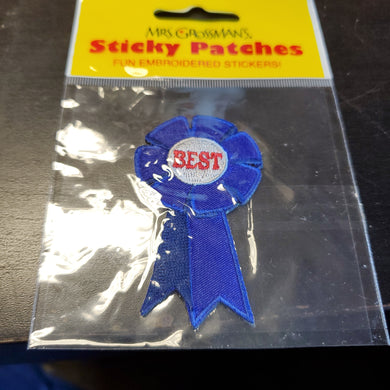 MRS. GROSSMAN'S
Sticky Patches
FUN EMBROIDERED STICKERS!
BEST